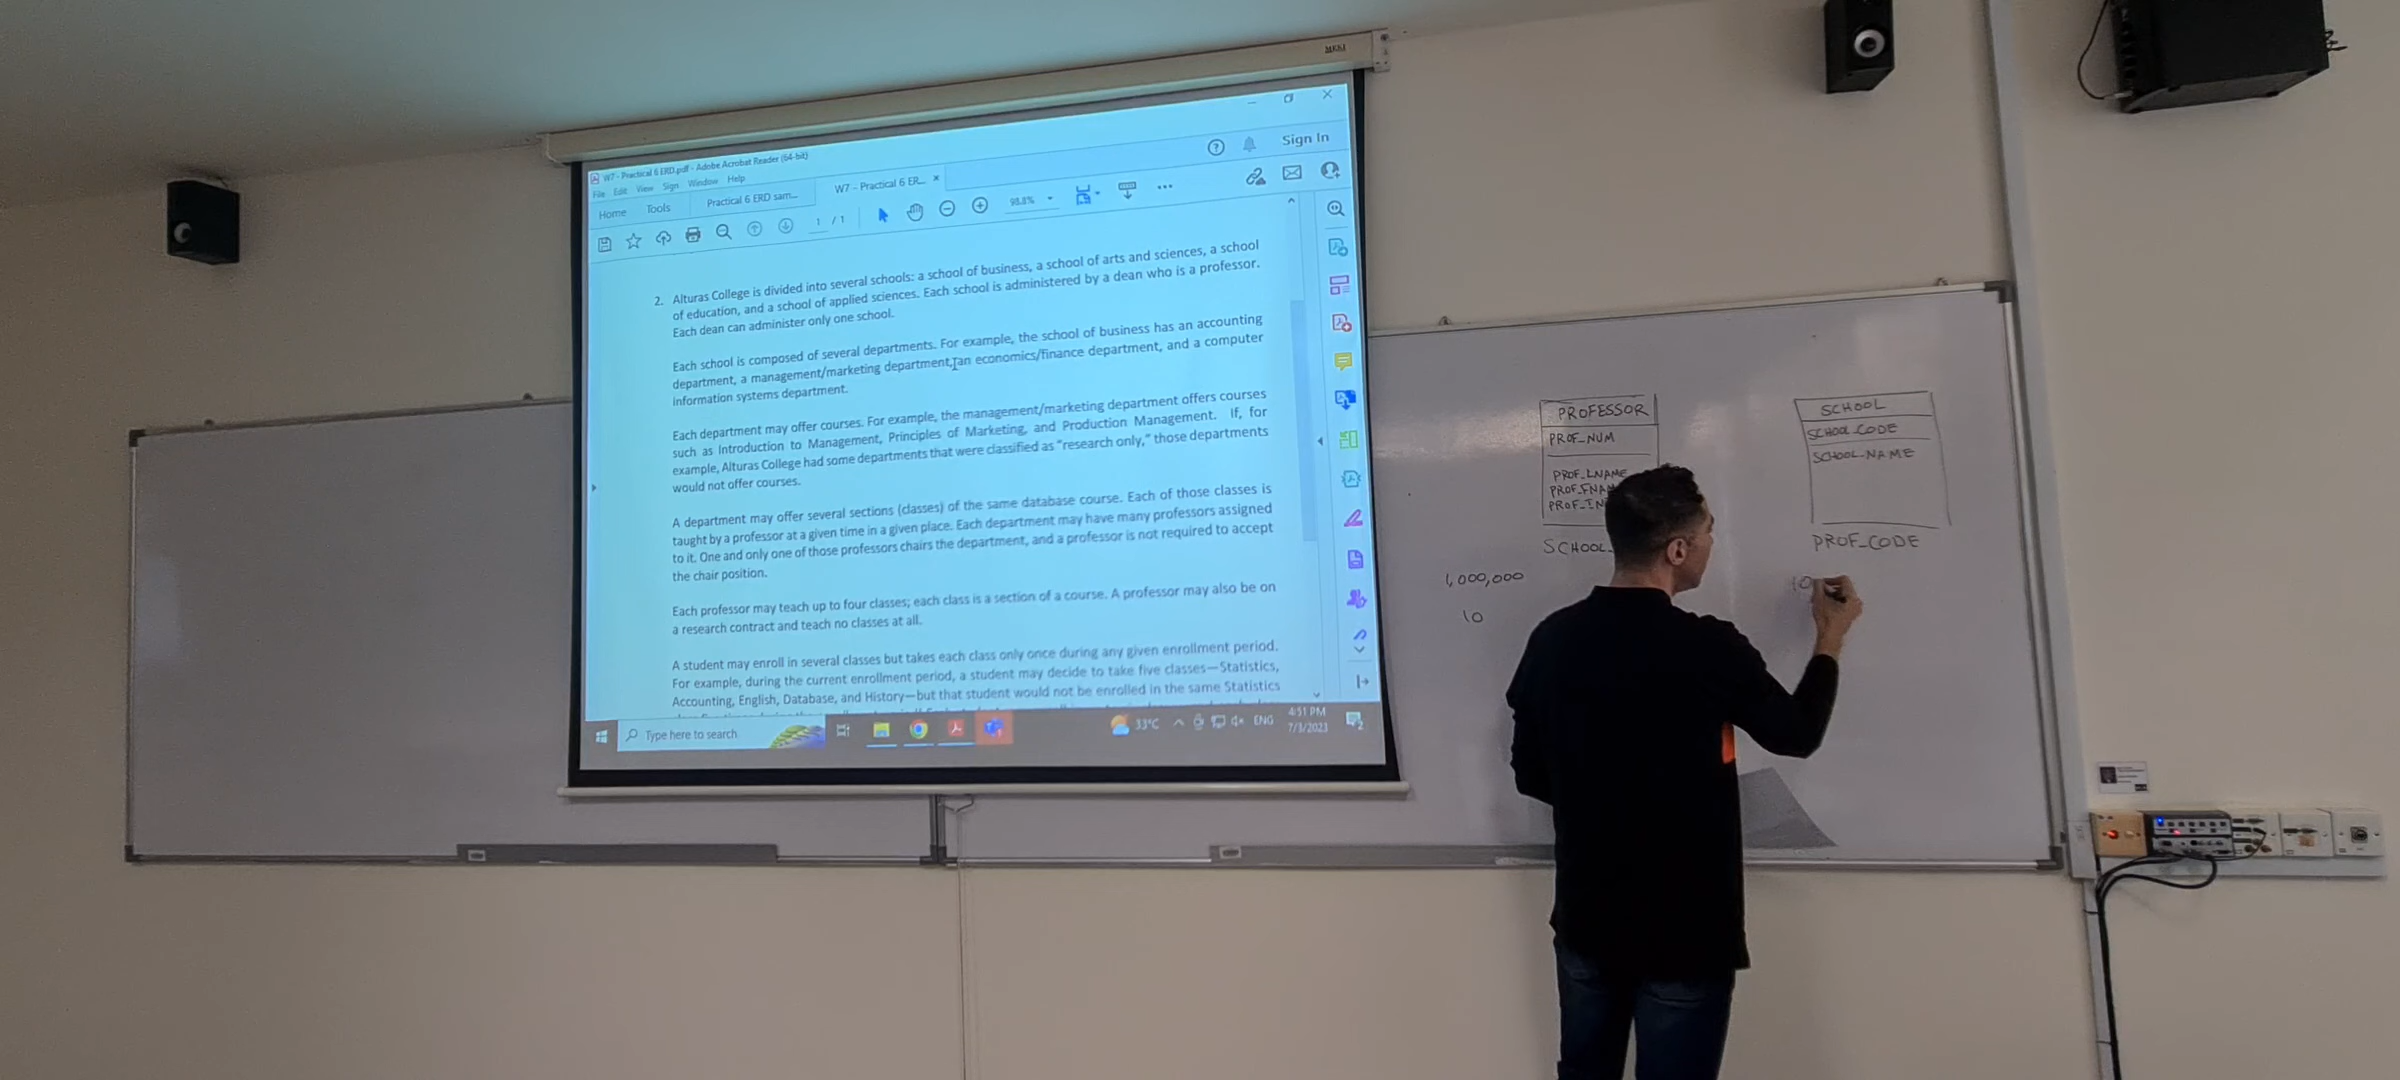 MKKI
W7 - Practical 6 ERD.pdf - Adobe Acrobat Reader (64-bit)
File Edit View Sign Window Help
Home Tools Practical 6 ERD sam... W7 - Practical 6 ER... × Sign In
1 / 1 98.8%
2. Alturas College is divided into several schools: a school of business, a school of arts and sciences, a school
of education, and a school of applied sciences. Each school is administered by a dean who is a professor.
Each dean can administer only one school.
Each school is composed of several departments. For example, the school of business has an accounting
department, a management/marketing department, an economics/finance department, and a computer
information systems department.
Each department may offer courses. For example, the management/marketing department offers courses
such as Introduction to Management, Principles of Marketing, and Production Management. If, for
example, Alturas College had some departments that were classified as “research only,” those departments
would not offer courses.
A department may offer several sections (classes) of the same database course. Each of those classes is
taught by a professor at a given time in a given place. Each department may have many professors assigned
to it. One and only one of those professors chairs the department, and a professor is not required to accept
the chair position.
Each professor may teach up to four classes; each class is a section of a course. A professor may also be on
a research contract and teach no classes at all.
A student may enroll in several classes but takes each class only once during any given enrollment period.
For example, during the current enrollment period, a student may decide to take five classes—Statistics,
Accounting, English, Database, and History—but that student would not be enrolled in the same Statistics
Type here to search 33°C ENG 4:51 PM
7/3/2023
PROFESSOR
PROF_NUM
PROF_LNAME
PROF_FNA
PROF_IN
SCHOOL_
1,000,000
10
SCHOOL
SCHOOL_CODE
SCHOOL_NAME
PROF_CODE
10